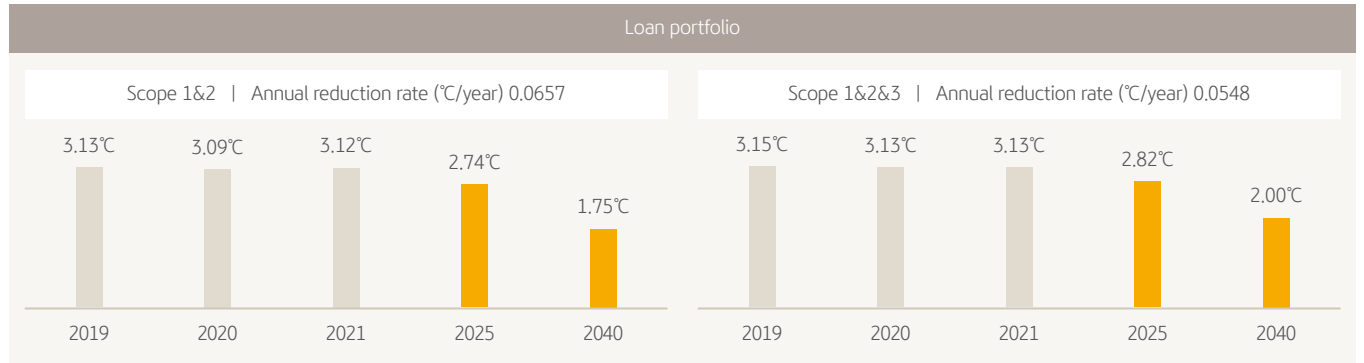 Loan portfolio
Scope 1&2 | Annual reduction rate (℃/year) 0.0657
3.13℃ 3.09℃ 3.12℃ 2.74℃ 1.75℃
2019 2020 2021 2025 2040
Scope 1&2&3 | Annual reduction rate (℃/year) 0.0548
3.15℃ 3.13℃ 3.13℃ 2.82℃ 2.00℃
2019 2020 2021 2025 2040